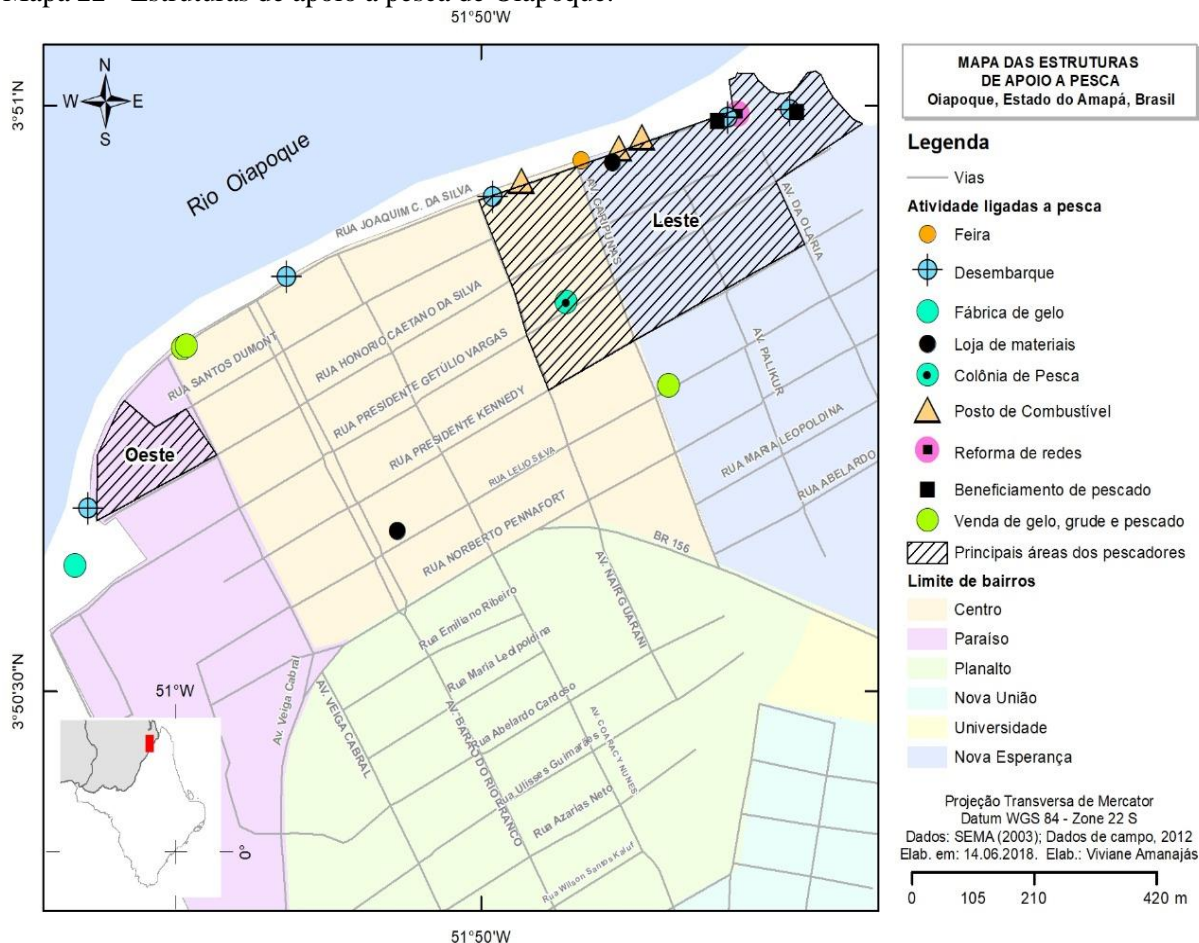 Mapa 22 - Estruturas de apoio a pesca de Oiapoque.
51°50'W
N
W E
S
3°51'N
Rio Oiapoque
RUA JOAQUIM C. DA SILVA
AV. CARIPUNAS
Leste
AV. DA OLARIA
RUA SANTOS DUMONT
RUA HONORIO CAETANO DA SILVA
RUA PRESIDENTE GETÚLIO VARGAS
RUA PRESIDENTE KENNEDY
AV. PALIKUR
Oeste
RUA LELIO SILVA
RUA MARIA LEOPOLDINA
RUA ABELARDO
RUA NORBERTO PENNAFORT
BR 156
AV. NAIR GUARANI
Rua Emiliano Ribeiro
Rua Maria Leopoldina
Rua Abelardo Cardoso
Av. Veiga Cabral
AV. VEIGA CABRAL
AV. BARÃO DO RIO BRANCO
AV. COARACY NUNES
Rua Ulisses Guimarães
Rua Azarias Neto
Rua Wilson Santos Kaluf
3°50'30"N
51°W
0°
51°50'W
MAPA DAS ESTRUTURAS
DE APOIO A PESCA
Oiapoque, Estado do Amapá, Brasil
Legenda
Vias
Atividade ligadas a pesca
Feira
Desembarque
Fábrica de gelo
Loja de materiais
Colônia de Pesca
Posto de Combustível
Reforma de redes
Beneficiamento de pescado
Venda de gelo, grude e pescado
Principais áreas dos pescadores
Limite de bairros
Centro
Paraíso
Planalto
Nova União
Universidade
Nova Esperança
Projeção Transversa de Mercator
Datum WGS 84 - Zone 22 S
Dados: SEMA (2003); Dados de campo, 2012
Elab. em: 14.06.2018. Elab.: Viviane Amanajás
0 105 210 420 m